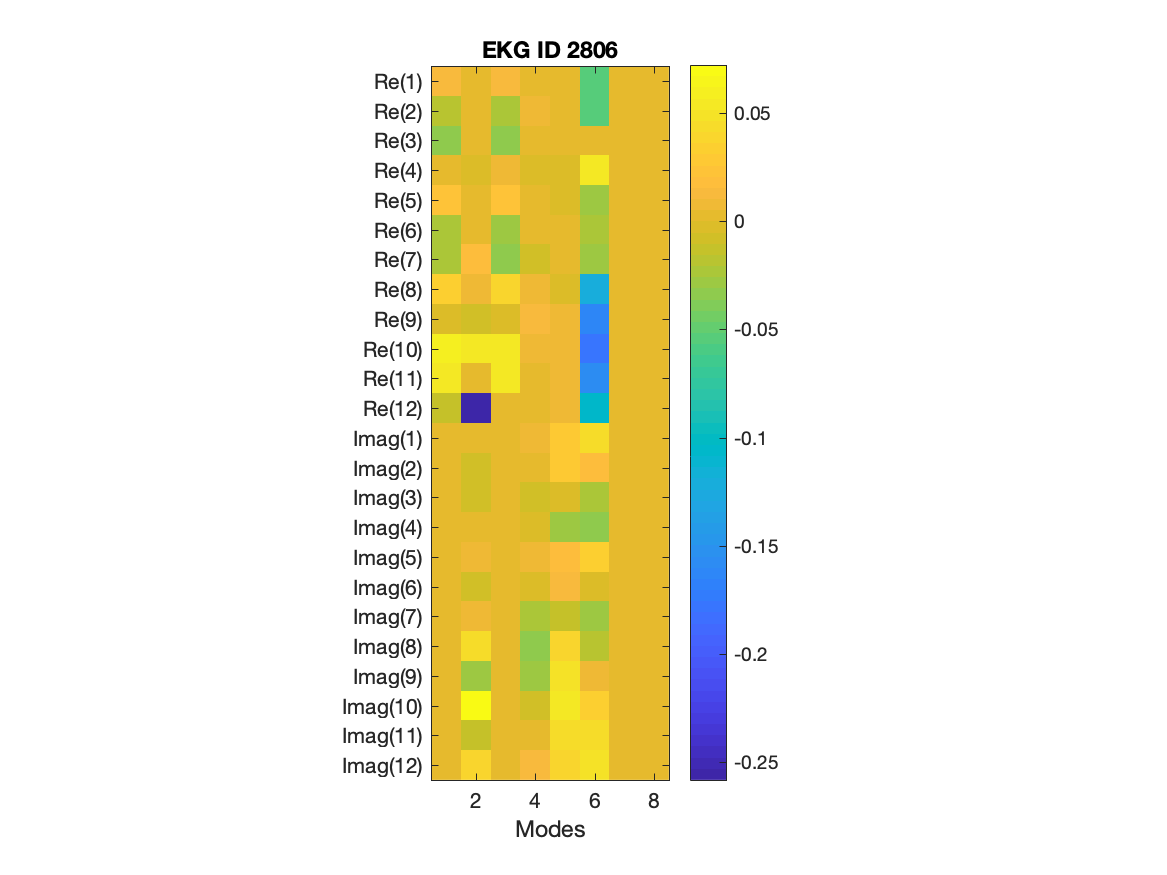 EKG ID 2806
Re(1)
Re(2)
Re(3)
Re(4)
Re(5)
Re(6)
Re(7)
Re(8)
Re(9)
Re(10)
Re(11)
Re(12)
Imag(1)
Imag(2)
Imag(3)
Imag(4)
Imag(5)
Imag(6)
Imag(7)
Imag(8)
Imag(9)
Imag(10)
Imag(11)
Imag(12)
2 4 6 8
Modes
0.05
0
-0.05
-0.1
-0.15
-0.2
-0.25